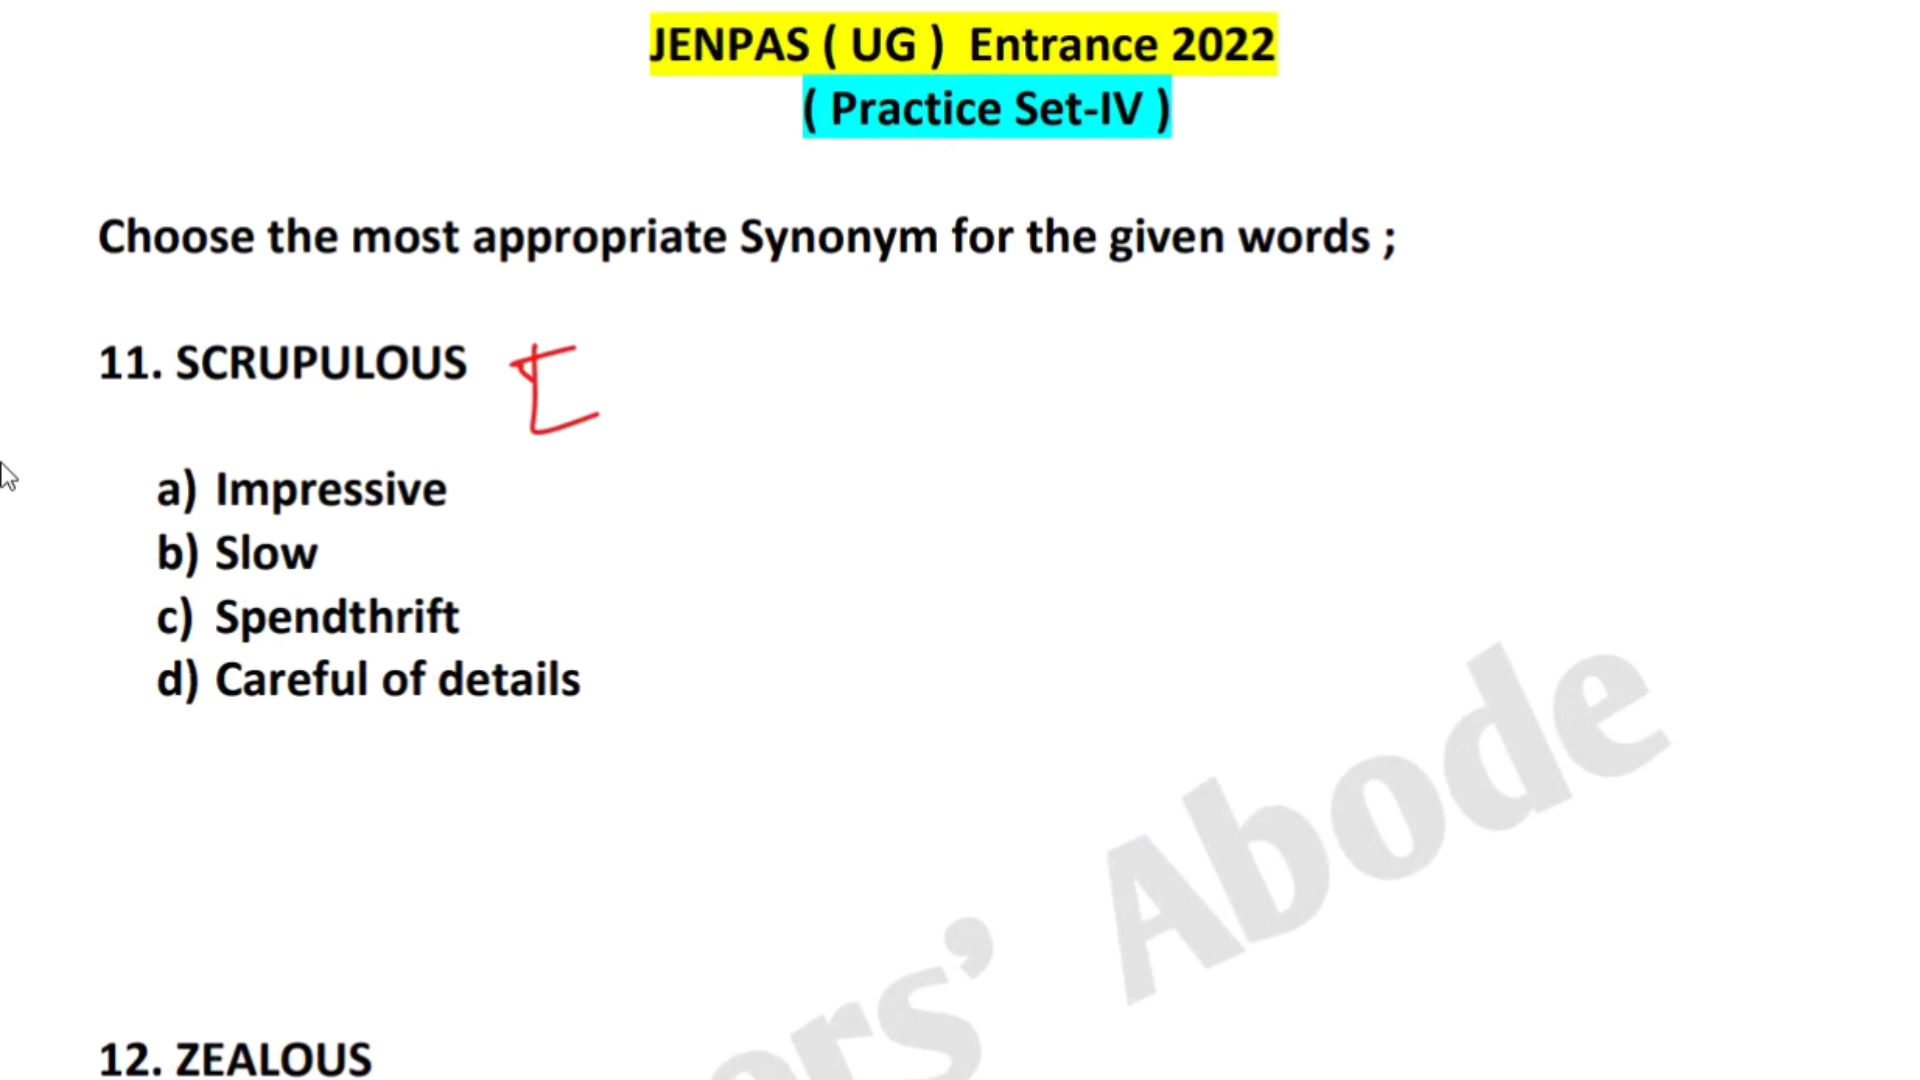 JENPAS ( UG ) Entrance 2022
( Practice Set-IV )
Choose the most appropriate Synonym for the given words ;
11. SCRUPULOUS
a) Impressive
b) Slow
c) Spendthrift
d) Careful of details
Abode
12. ZEALOUS